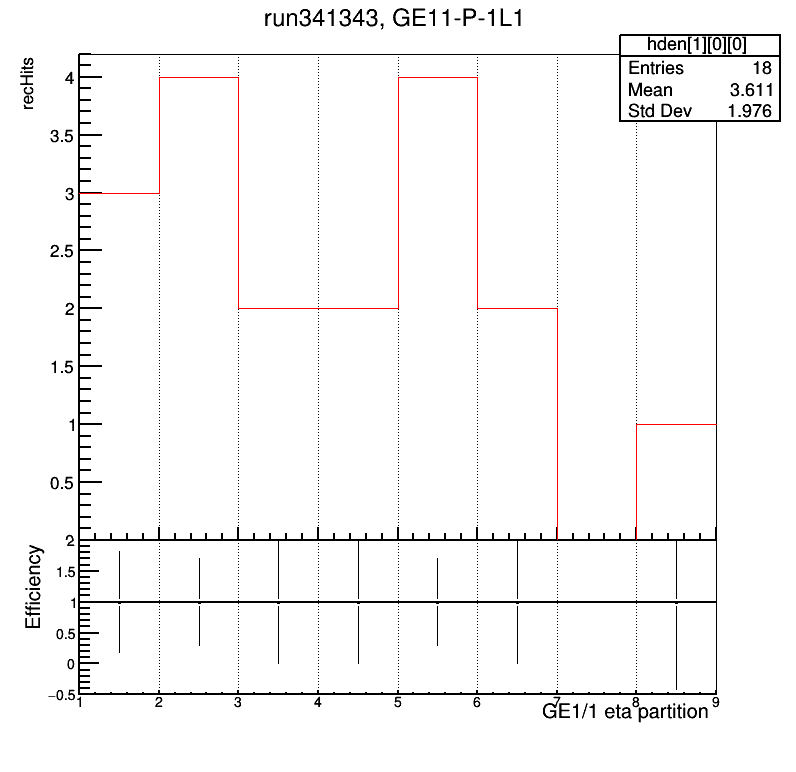 run341343, GE11-P-1L1
hden[1][0][0]
Entries 18
Mean 3.611
Std Dev 1.976
recHits
4
3.5
3
2.5
2
1.5
1
0.5
Efficiency
2
1.5
1
0.5
0
−0.5
1 2 3 4 5 6 7 8 9
GE1/1 eta partition